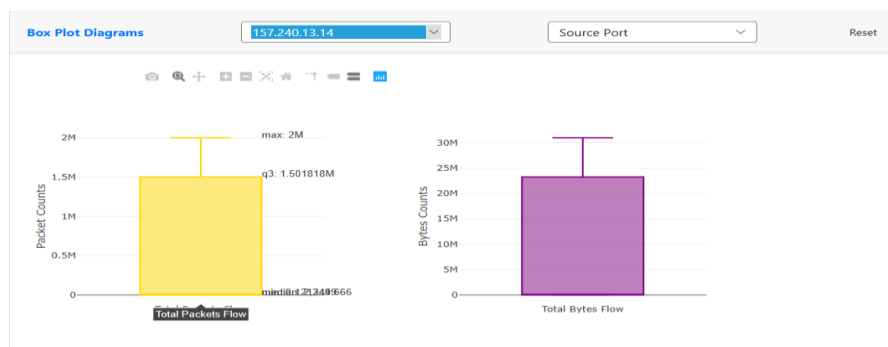 Box Plot Diagrams
157.240.13.14
Source Port
Reset
2M
1.5M
1M
0.5M
0
Packet Counts
max: 2M
q3: 1.501818M
Total Packets Flow
30M
25M
20M
15M
10M
5M
0
Bytes Counts
Total Bytes Flow